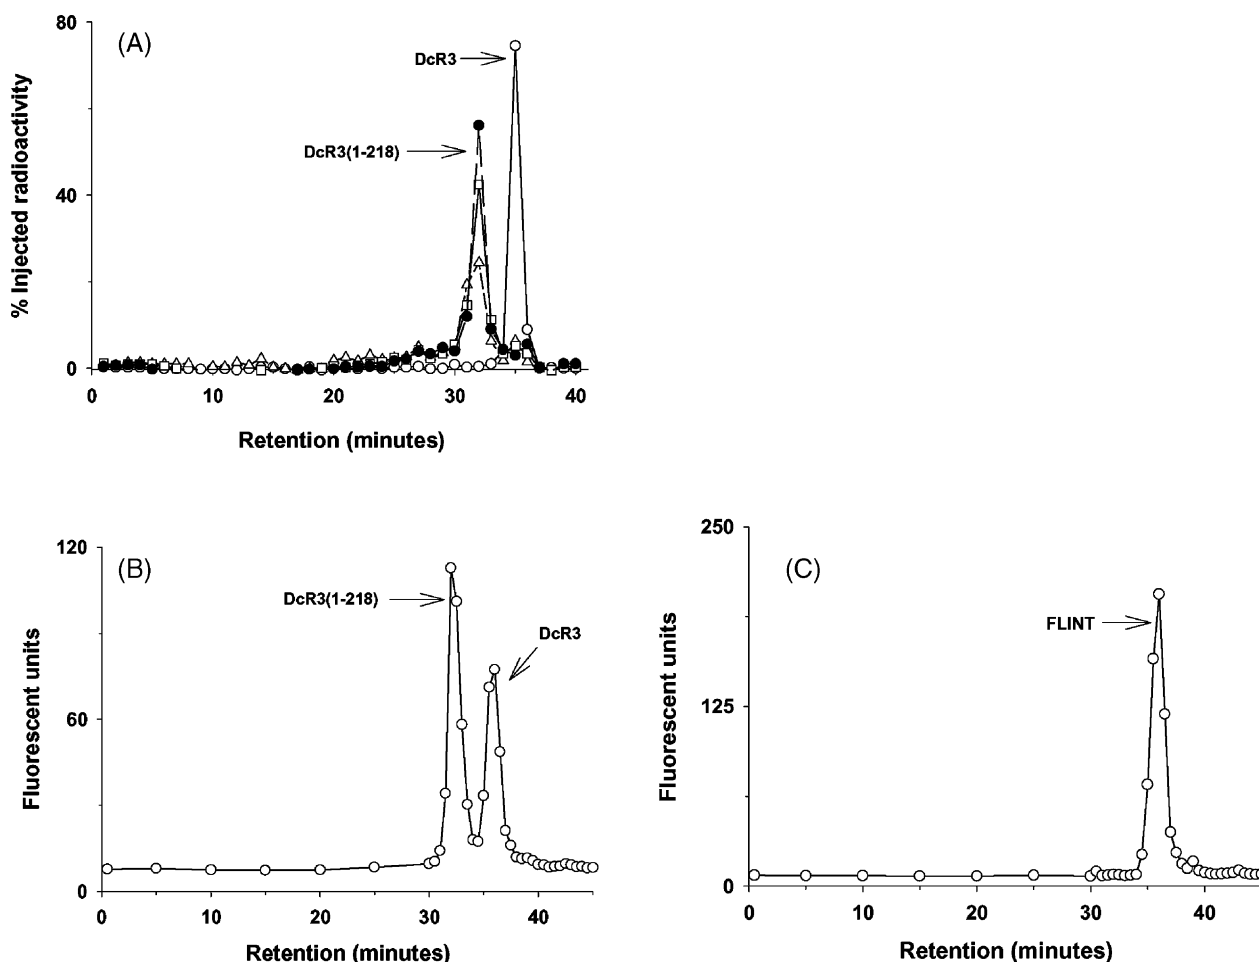 (A)
80
40
0
% Injected radioactivity
DcR3
DcR3(1-218)
0 10 20 30 40
Retention (minutes)
(B)
120
60
0
Fluorescent units
DcR3(1-218)
DcR3
0 10 20 30 40
Retention (minutes)
(C)
250
125
0
Fluorescent units
FLINT
0 10 20 30 40
Retention (minutes)